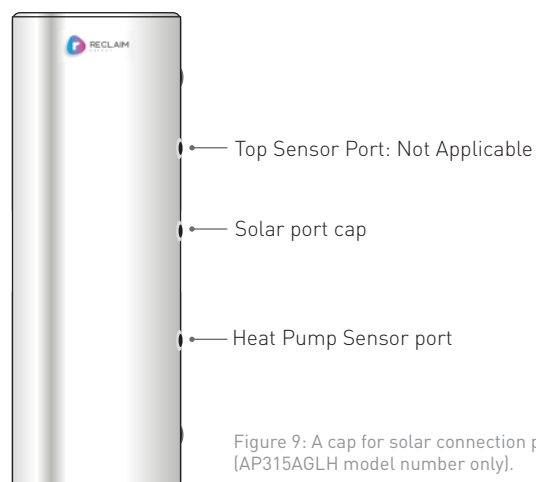 RECLAIM
Top Sensor Port: Not Applicable
Solar port cap
Heat Pump Sensor port
Figure 9: A cap for solar connection p
(AP315AGLH model number only).